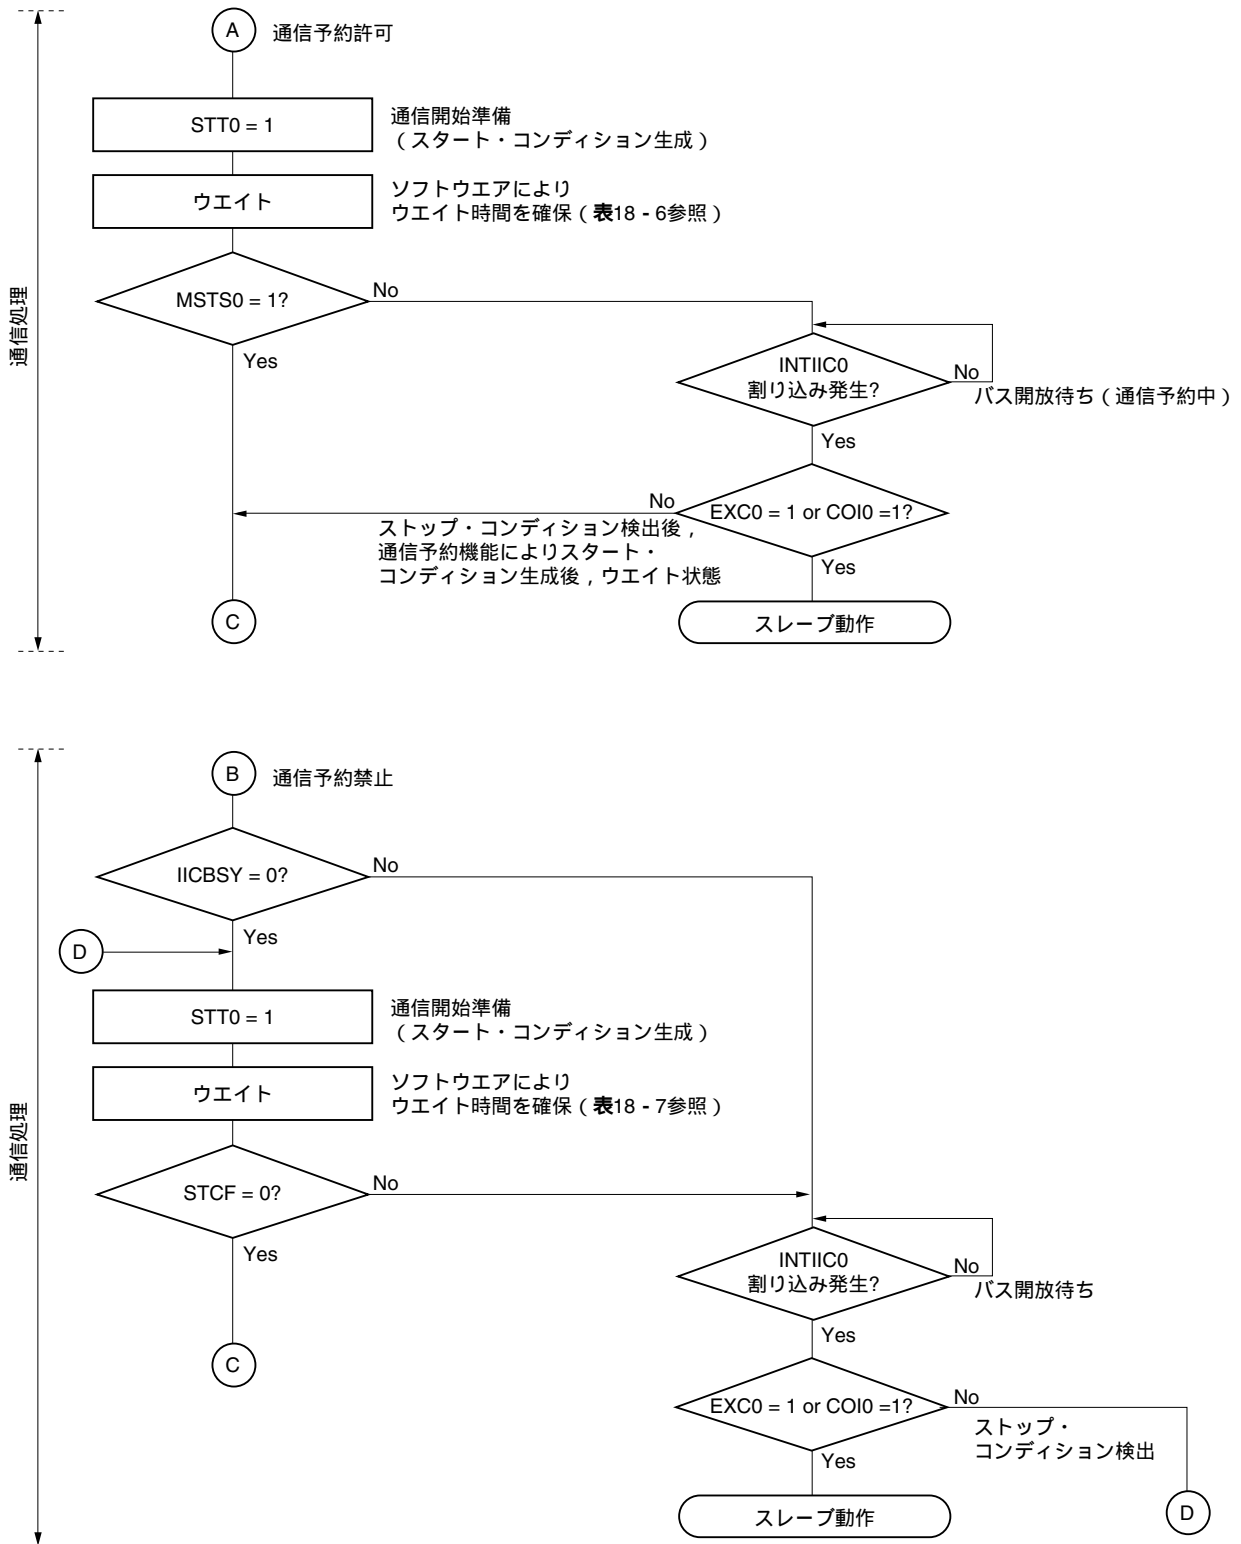 A 通信予約許可
STT0 = 1
通信開始準備
（スタート・コンディション生成）
ウエイト
ソフトウエアにより
ウエイト時間を確保（表18 - 6参照）
MSTS0 = 1?
No
Yes
通信処理
INTIIC0
割り込み発生?
No
バス開放待ち（通信予約中）
Yes
EXC0 = 1 or COI0 =1?
No
ストップ・コンディション検出後，
通信予約機能によりスタート・
コンディション生成後，ウエイト状態
Yes
C
スレーブ動作
B 通信予約禁止
IICBSY = 0?
No
Yes
D
STT0 = 1
通信開始準備
（スタート・コンディション生成）
ウエイト
ソフトウエアにより
ウエイト時間を確保（表18 - 7参照）
通信処理
STCF = 0?
No
Yes
INTIIC0
割り込み発生?
No
バス開放待ち
Yes
C
EXC0 = 1 or COI0 =1?
No
ストップ・
コンディション検出
Yes
スレーブ動作
D